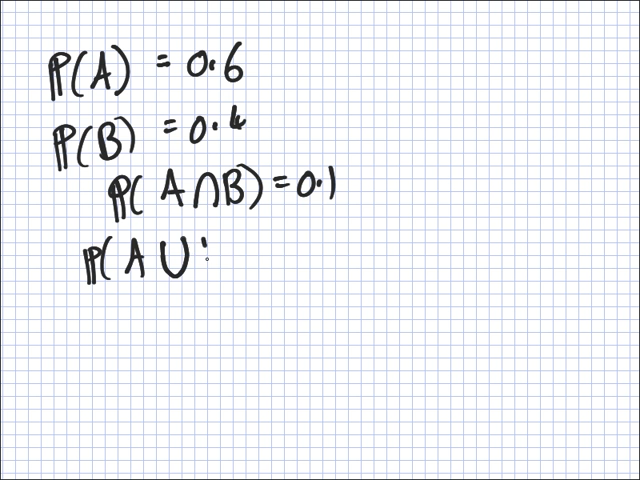 ℙ(A) = 0.6
ℙ(B) = 0.4
ℙ(A∩B) = 0.1
ℙ(A∪